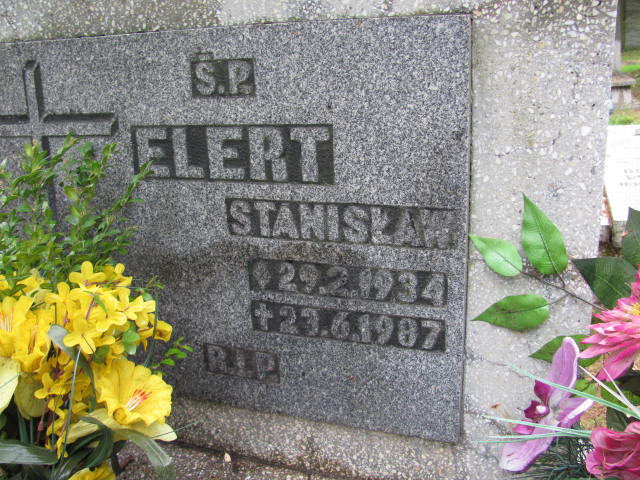 Ś.P.
ELERT
STANISŁAW
29.2.1934
✝ 23.6.1987
R.I.P.